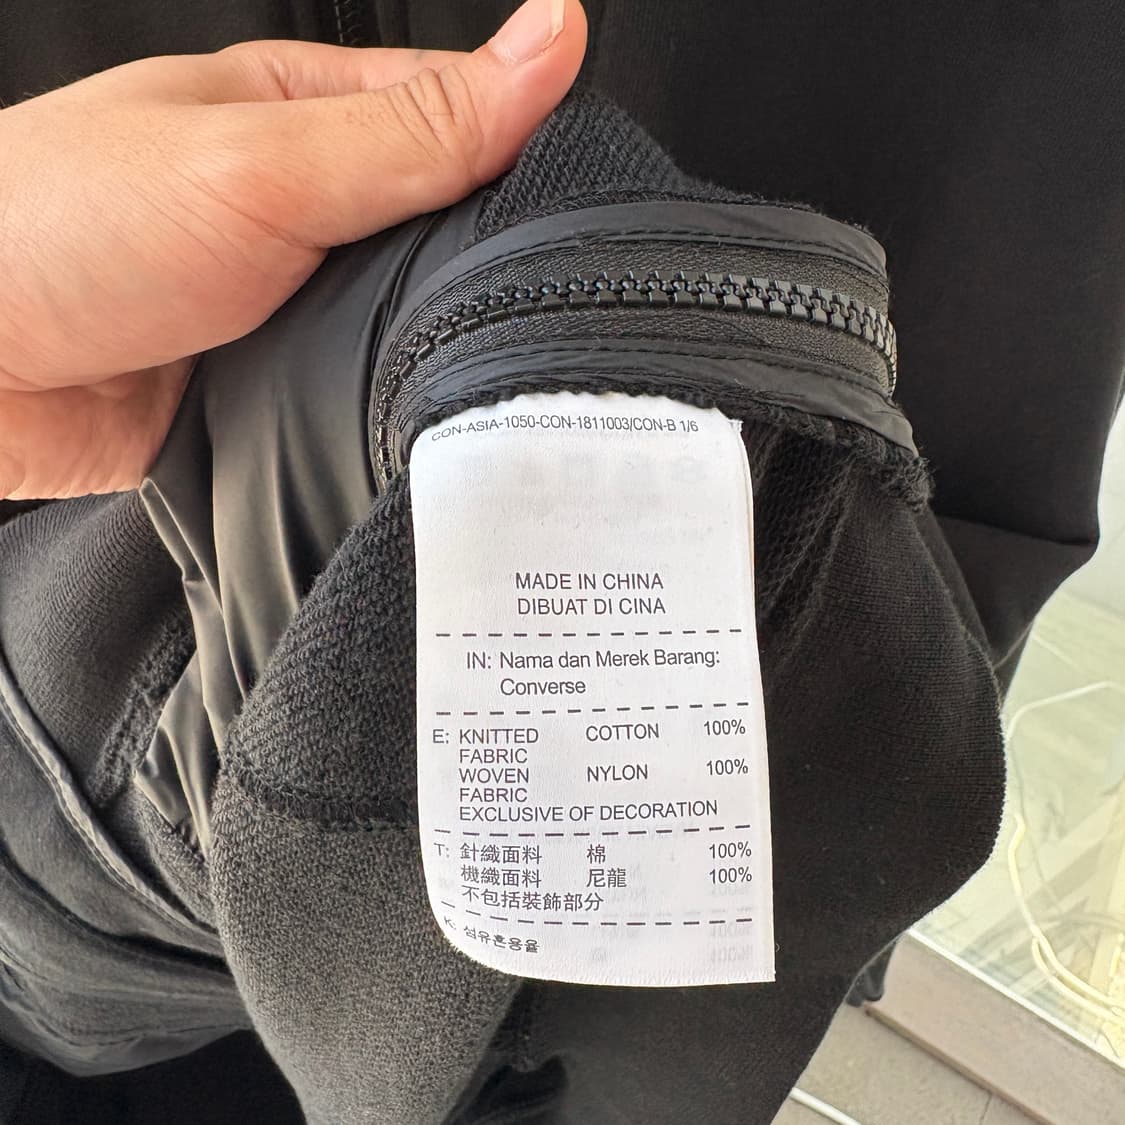 CON-ASIA-1050-CON-1811003/CON-B 1/6
MADE IN CHINA
DIBUAT DI CINA
IN: Nama dan Merek Barang:
Converse
E: KNITTED COTTON 100%
FABRIC
WOVEN NYLON 100%
FABRIC
EXCLUSIVE OF DECORATION
T: 針織面料 棉 100%
機織面料 尼龍 100%
不包括裝飾部分
K: 섬유혼용율